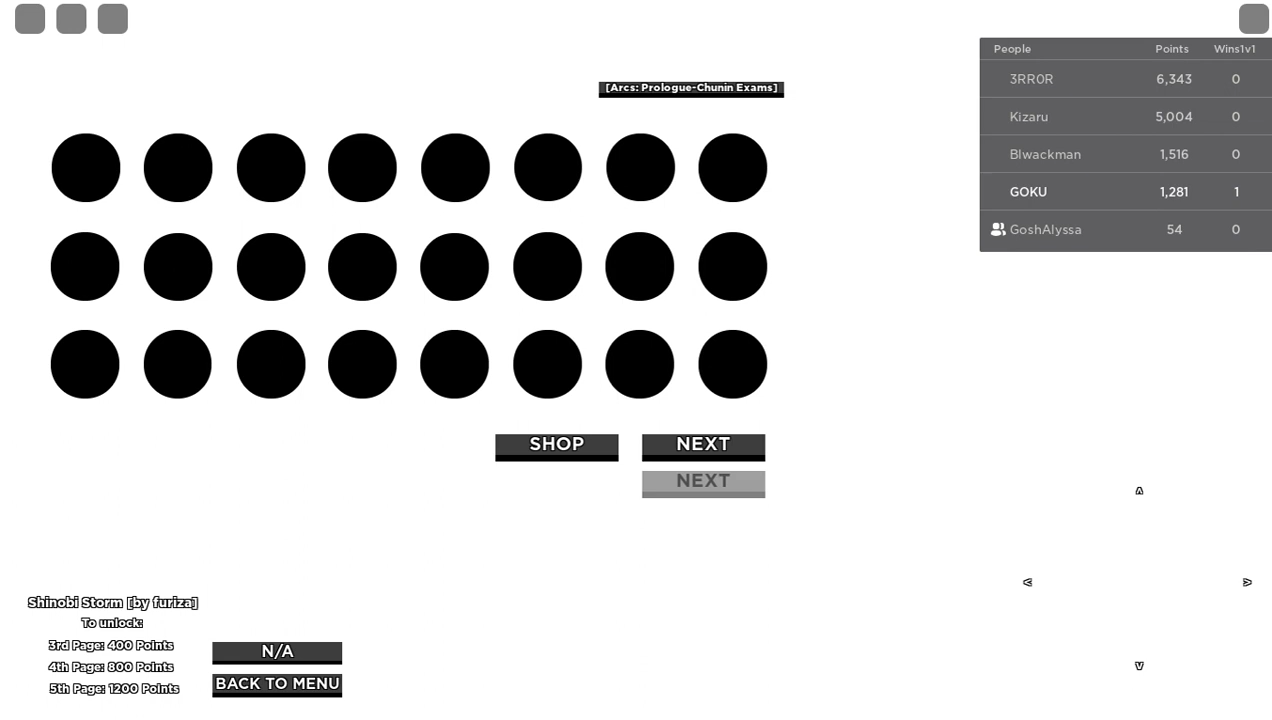 People Points Wins1v1
3RR0R 6,343 0
Kizaru 5,004 0
Blwackman 1,516 0
GOKU 1,281 1
GoshAlyssa 54 0
[Arcs: Prologue-Chunin Exams]
SHOP NEXT
NEXT
Shinobi Storm [by furiza]
To unlock:
3rd Page: 400 Points
4th Page: 800 Points
5th Page: 1200 Points
N/A
BACK TO MENU
^
< >
v